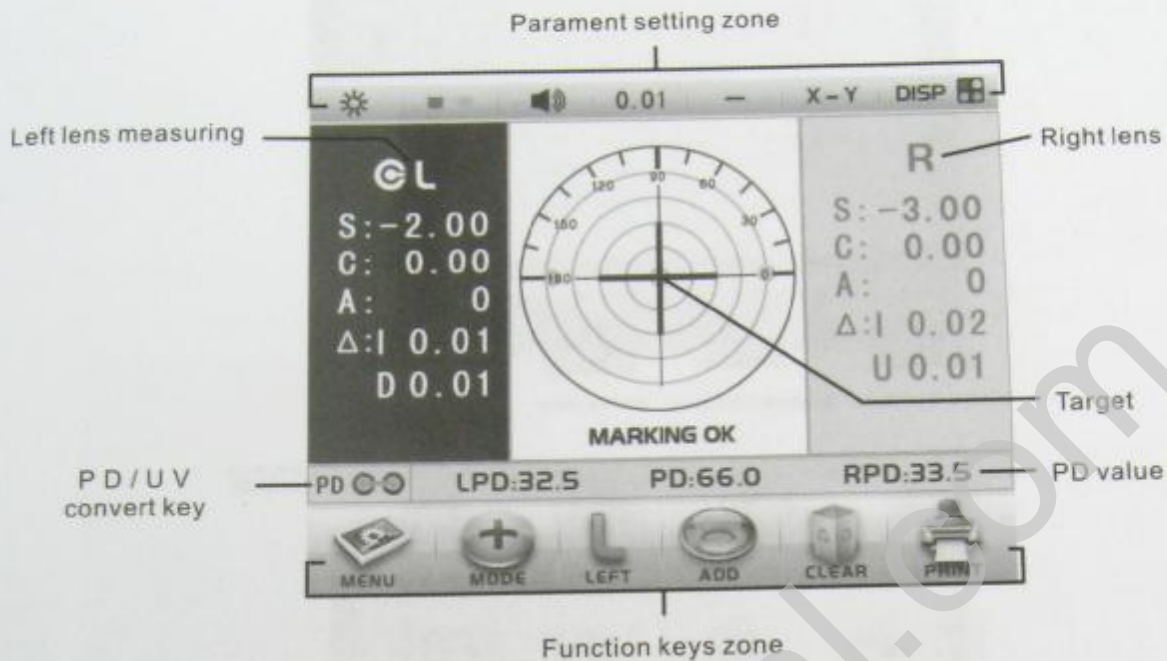 Parament setting zone
0.01 — X-Y DISP
Left lens measuring
Right lens
L
R
S:-2.00
C: 0.00
A: 0
Δ:I 0.01
D 0.01
120 90 60
150 30
180 0
S:-3.00
C: 0.00
A: 0
Δ:I 0.02
U 0.01
Target
MARKING OK
PD/UV
convert key
PD LPD:32.5 PD:66.0 RPD:33.5
PD value
MENU MODE LEFT ADD CLEAR PRINT
Function keys zone